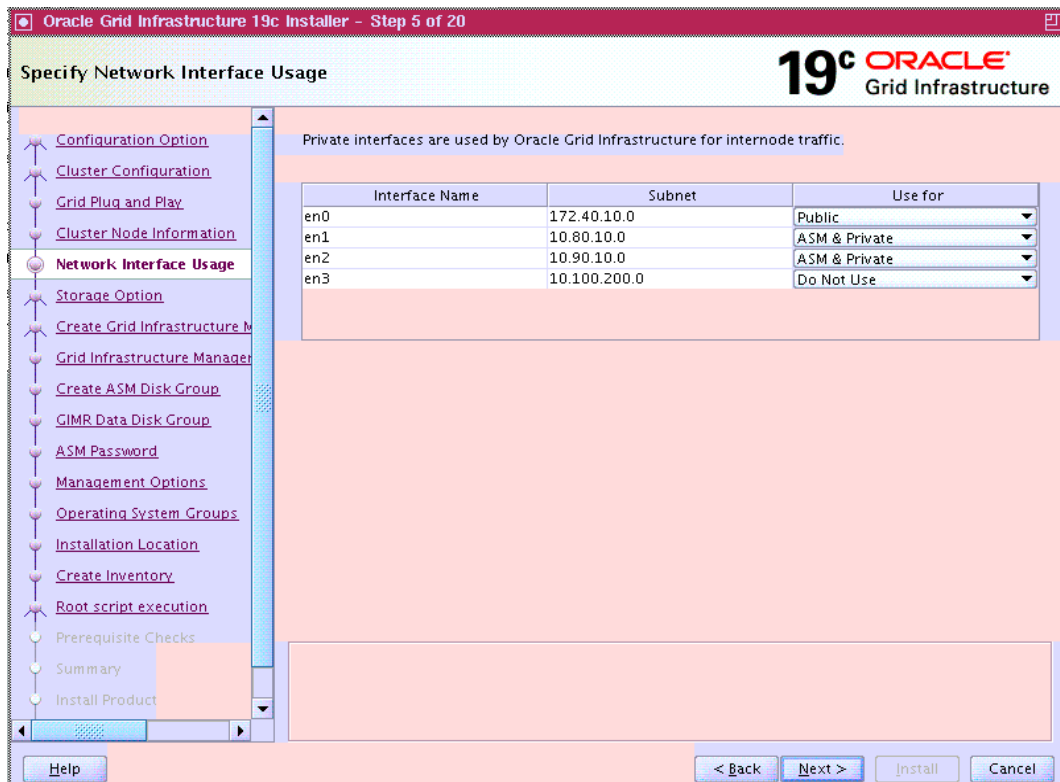 Oracle Grid Infrastructure 19c Installer - Step 5 of 20
Specify Network Interface Usage
19c ORACLE
Grid Infrastructure
Configuration Option
Cluster Configuration
Grid Plug and Play
Cluster Node Information
Network Interface Usage
Storage Option
Create Grid Infrastructure M
Grid Infrastructure Manager
Create ASM Disk Group
GIMR Data Disk Group
ASM Password
Management Options
Operating System Groups
Installation Location
Create Inventory
Root script execution
Prerequisite Checks
Summary
Install Product
Private interfaces are used by Oracle Grid Infrastructure for internode traffic.
Interface Name Subnet Use for
en0 172.40.10.0 Public
en1 10.80.10.0 ASM & Private
en2 10.90.10.0 ASM & Private
en3 10.100.200.0 Do Not Use
Help < Back Next > Install Cancel